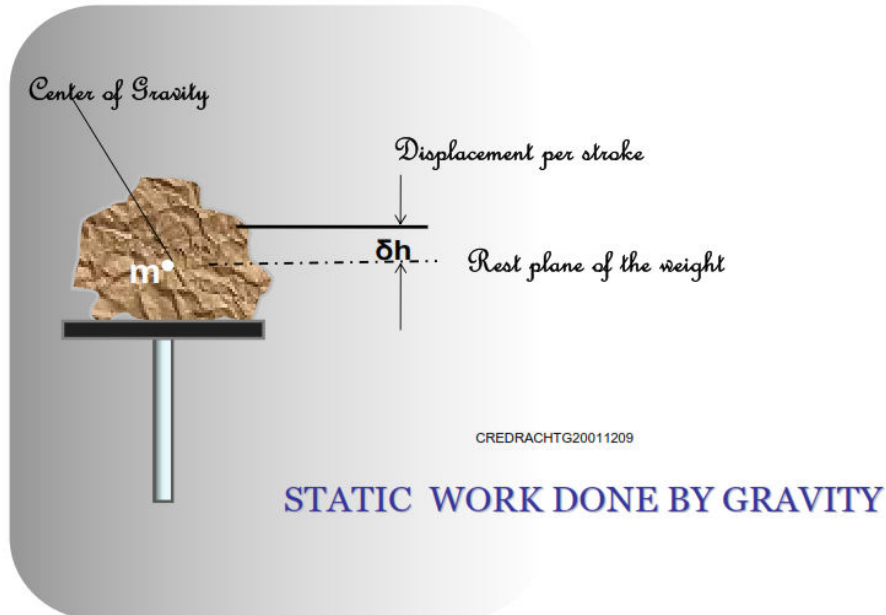 Center of Gravity
Displacement per stroke
δh
m
Rest plane of the weight
CREDRACHTG20011209
STATIC WORK DONE BY GRAVITY